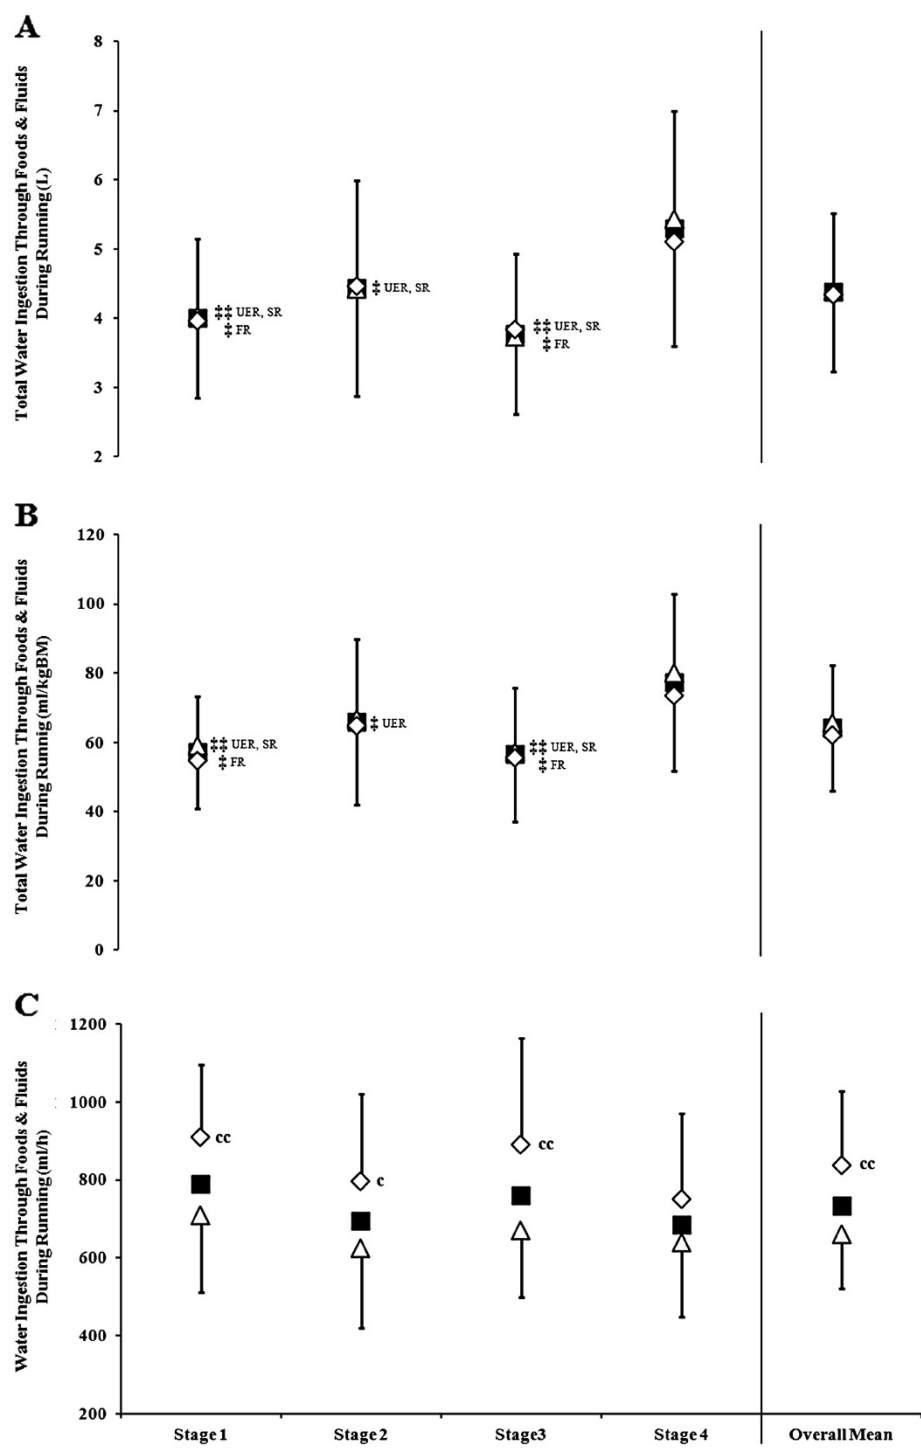 A
Total Water Ingestion Through Foods & Fluids
During Running (L)
8
7
6
5
4
3
2
‡‡ UER, SR
‡ FR
‡ UER, SR
‡‡ UER, SR
‡ FR
B
Total Water Ingestion Through Foods & Fluids
During Runnig (ml/kgBM)
120
100
80
60
40
20
0
‡‡ UER, SR
‡ FR
‡ UER
‡‡ UER, SR
‡ FR
C
Water Ingestion Through Foods & Fluids
During Running (ml/h)
1200
1000
800
600
400
200
cc
c
cc
cc
Stage 1
Stage 2
Stage3
Stage 4
Overall Mean